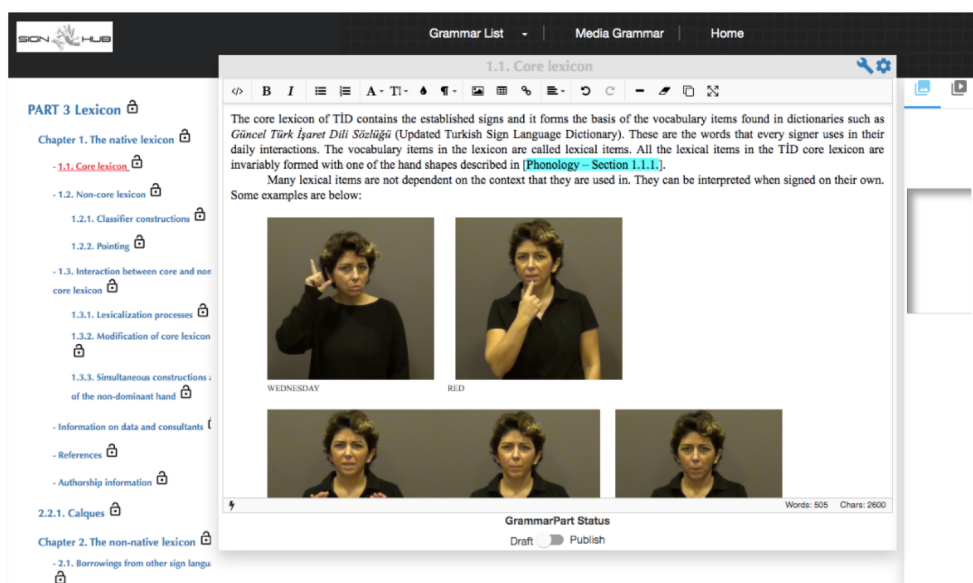 SIGN HUB
Grammar List
Media Grammar
Home
PART 3 Lexicon
Chapter 1. The native lexicon
- 1.1. Core lexicon
- 1.2. Non-core lexicon
1.2.1. Classifier constructions
1.2.2. Pointing
- 1.3. Interaction between core and non
core lexicon
1.3.1. Lexicalization processes
1.3.2. Modification of core lexicon
1.3.3. Simultaneous constructions
of the non-dominant hand
- Information on data and consultants
- References
- Authorship information
2.2.1. Calques
Chapter 2. The non-native lexicon
- 2.1. Borrowings from other sign langu
1.1. Core lexicon
The core lexicon of TİD contains the established signs and it forms the basis of the vocabulary items found in dictionaries such as
Güncel Türk İşaret Dili Sözlüğü (Updated Turkish Sign Language Dictionary). These are the words that every signer uses in their
daily interactions. The vocabulary items in the lexicon are called lexical items. All the lexical items in the TİD core lexicon are
invariably formed with one of the hand shapes described in [Phonology – Section 1.1.1.].
Many lexical items are not dependent on the context that they are used in. They can be interpreted when signed on their own.
Some examples are below:
WEDNESDAY
RED
Words: 505 Chars: 2600
GrammarPart Status
Draft Publish